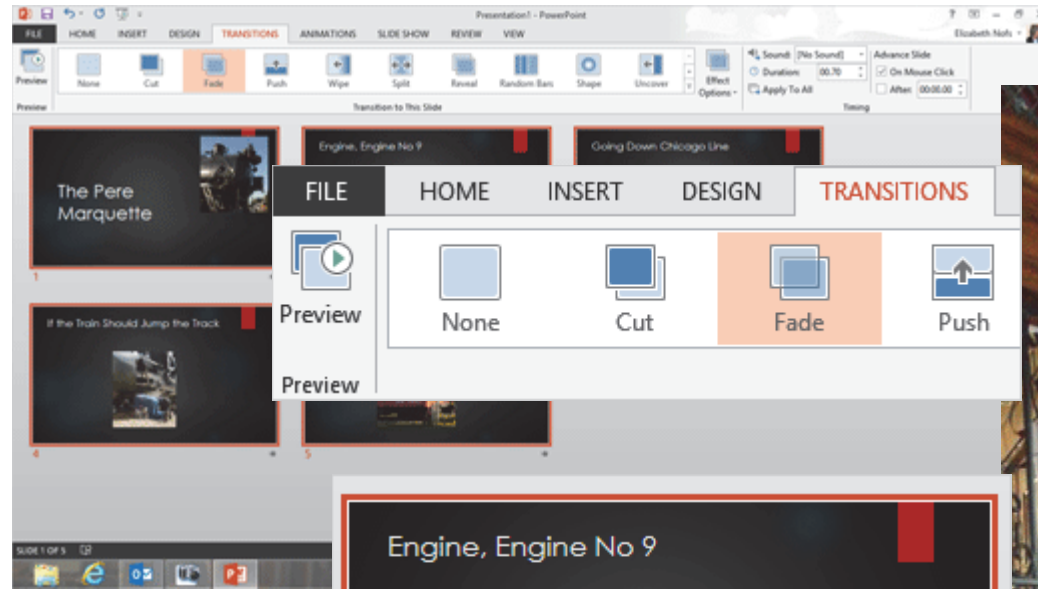 Presentation1 - PowerPoint
?
FILE HOME INSERT DESIGN TRANSITIONS ANIMATIONS SLIDE SHOW REVIEW VIEW
Elizabeth Nofs
Preview
None Cut Fade Push Wipe Split Reveal Random Bars Shape Uncover
Effect Options
Sound: [No Sound]
Duration: 00.70
Apply To All
Advance Slide
On Mouse Click
After: 00:00.00
Preview
Transition to This Slide
Timing
The Pere
Marquette
1
Engine, Engine No 9
Going Down Chicago Line
FILE HOME INSERT DESIGN TRANSITIONS
Preview
None Cut Fade Push
Preview
If the Train Should Jump the Track
4
5
Engine, Engine No 9
SLIDE 1 OF 5